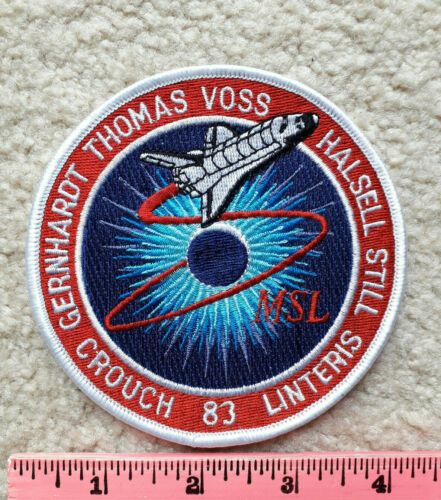 GERNHARDT THOMAS VOSS HALSELL STILL
CROUCH 83 LINTERIS
MSL
1 2 3 4